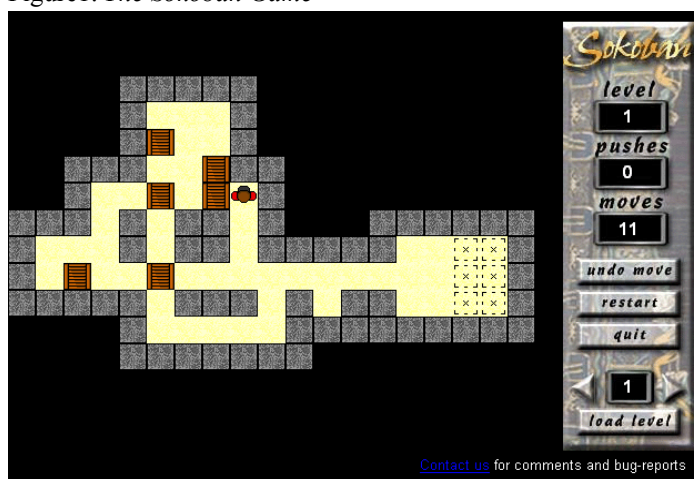 Figure1. The Sokoban Game
Sokoban
level
1
pushes
0
moves
11
undo move
restart
quit
1
load level
Contact us for comments and bug-reports